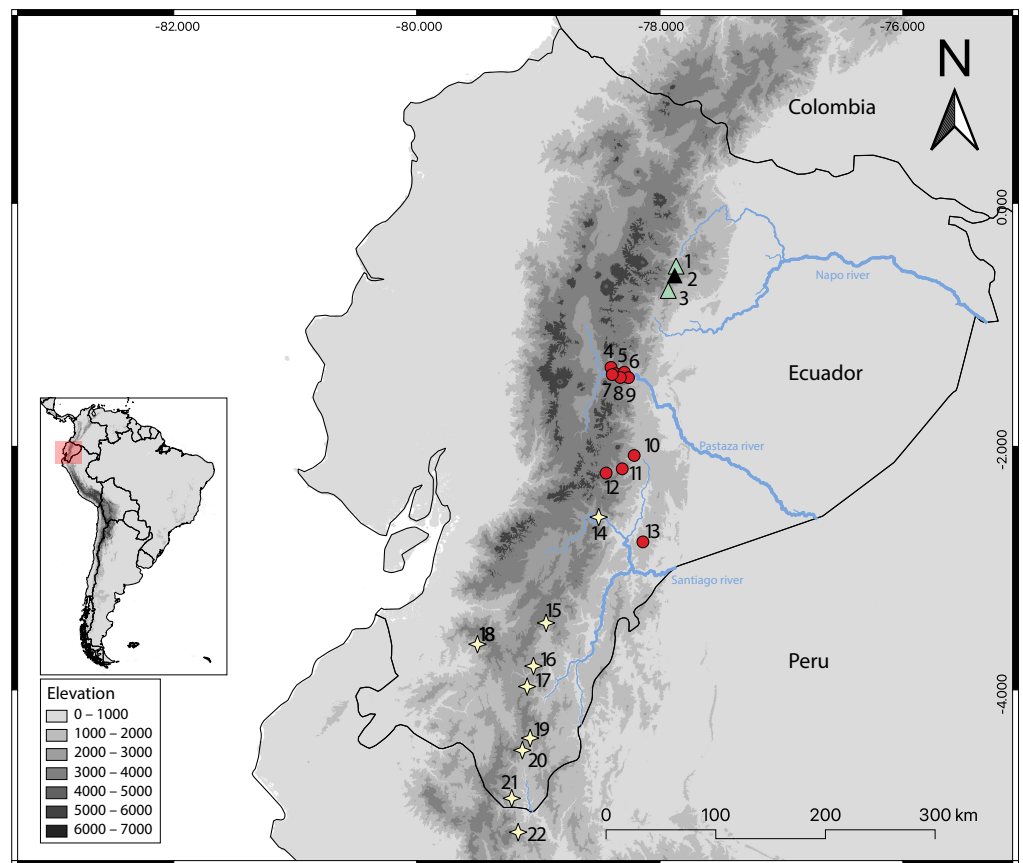 -82.000 -80.000 -78.000 -76.000
N
Colombia
0.000
1
2
3
Napo river
4 5 6
7 8 9
Ecuador
10
11
12
-2.000
Pastaza river
13
14
Santiago river
15
18
16
17
Peru
-4.000
19
20
21
22
Elevation
0 – 1000
1000 – 2000
2000 – 3000
3000 – 4000
4000 – 5000
5000 – 6000
6000 – 7000
0 100 200 300 km